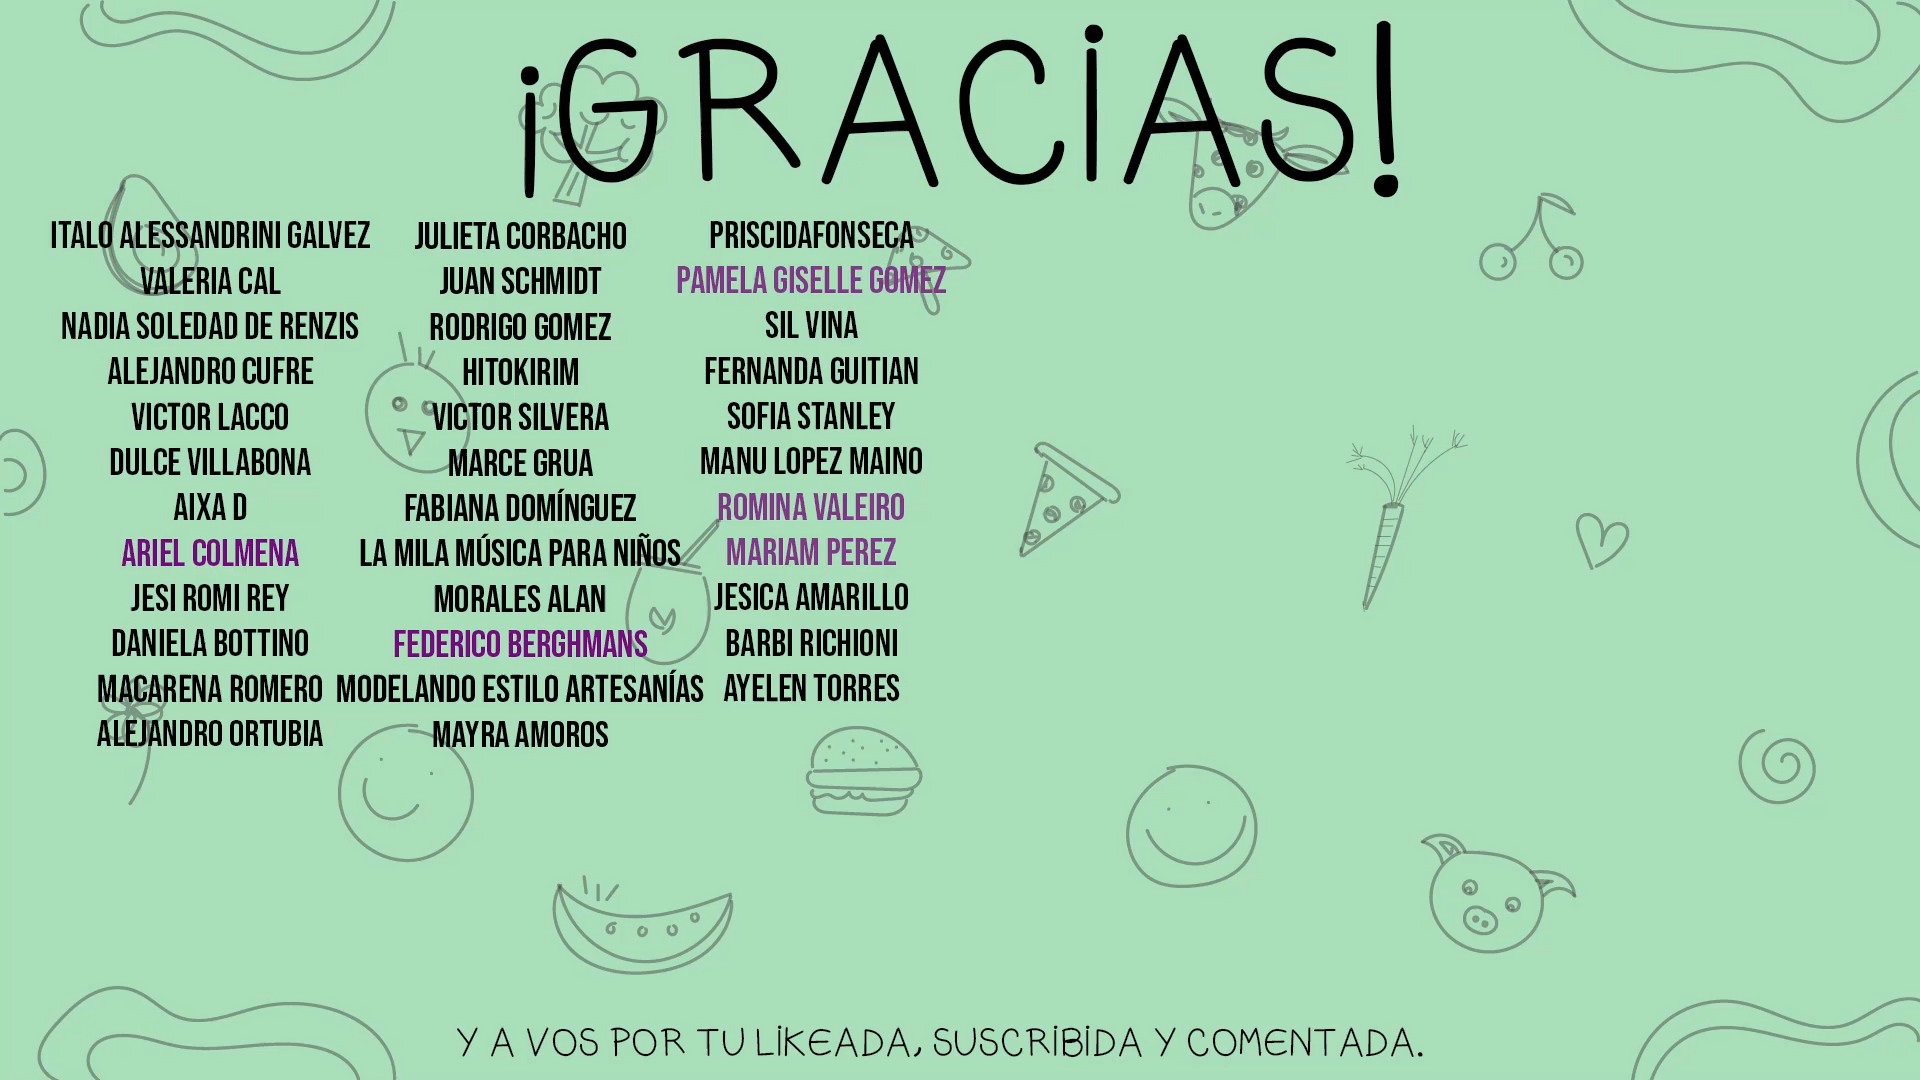 ¡GRACIAS!
ITALO ALESSANDRINI GALVEZ
VALERIA CAL
NADIA SOLEDAD DE RENZIS
ALEJANDRO CUFRE
VICTOR LACCO
DULCE VILLABONA
AIXA D
ARIEL COLMENA
JESI ROMI REY
DANIELA BOTTINO
MACARENA ROMERO
ALEJANDRO ORTUBIA
JULIETA CORBACHO
JUAN SCHMIDT
RODRIGO GOMEZ
HITOKIRIM
VICTOR SILVERA
MARCE GRUA
FABIANA DOMÍNGUEZ
LA MILA MÚSICA PARA NIÑOS
MORALES ALAN
FEDERICO BERGHMANS
MODELANDO ESTILO ARTESANÍAS
MAYRA AMOROS
PRISCIDAFONSECA
PAMELA GISELLE GOMEZ
SIL VINA
FERNANDA GUITIAN
SOFIA STANLEY
MANU LOPEZ MAINO
ROMINA VALEIRO
MARIAM PEREZ
JESICA AMARILLO
BARBI RICHIONI
AYELEN TORRES
Y A VOS POR TU LIKEADA, SUSCRIBIDA Y COMENTADA.